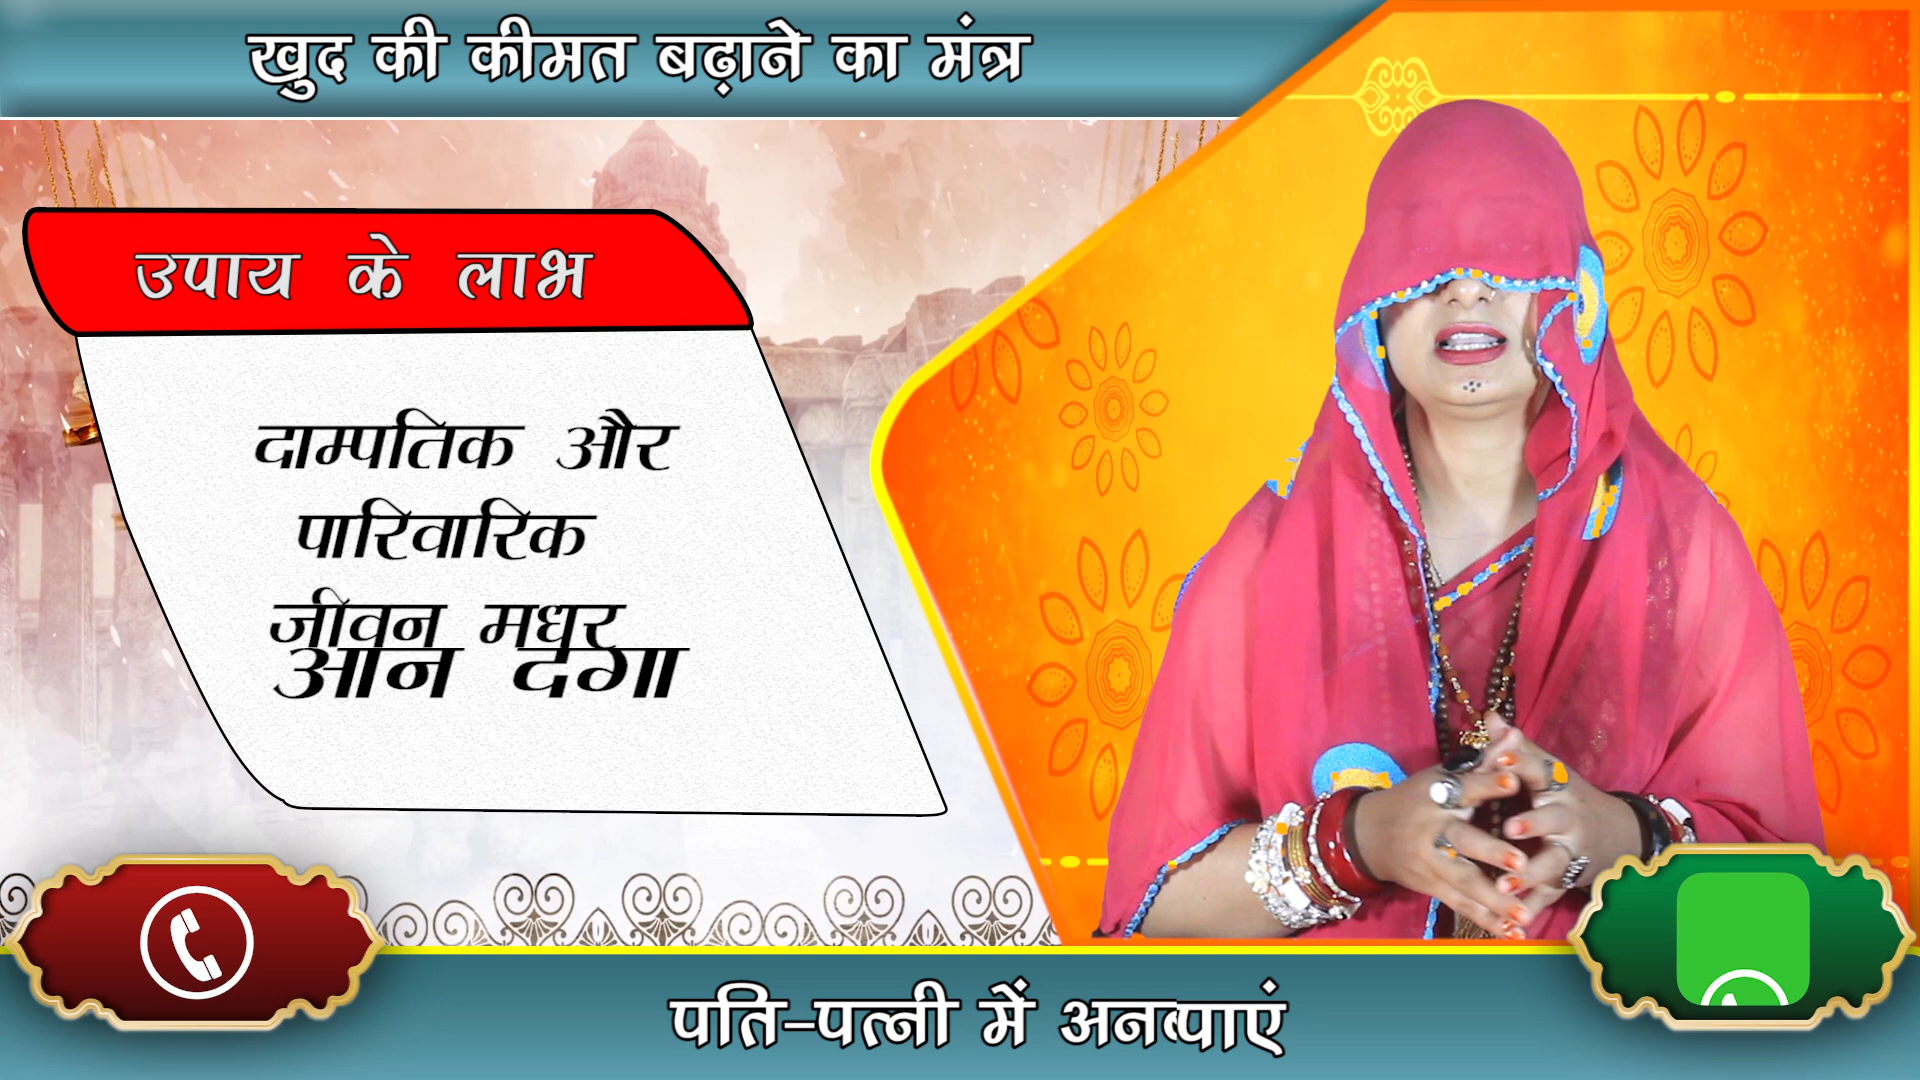 खुद की कीमत बढ़ाने का मंत्र
उपाय के लाभ
दाम्पतिक और
पारिवारिक
जीवन मधुर
पति-पत्नी में